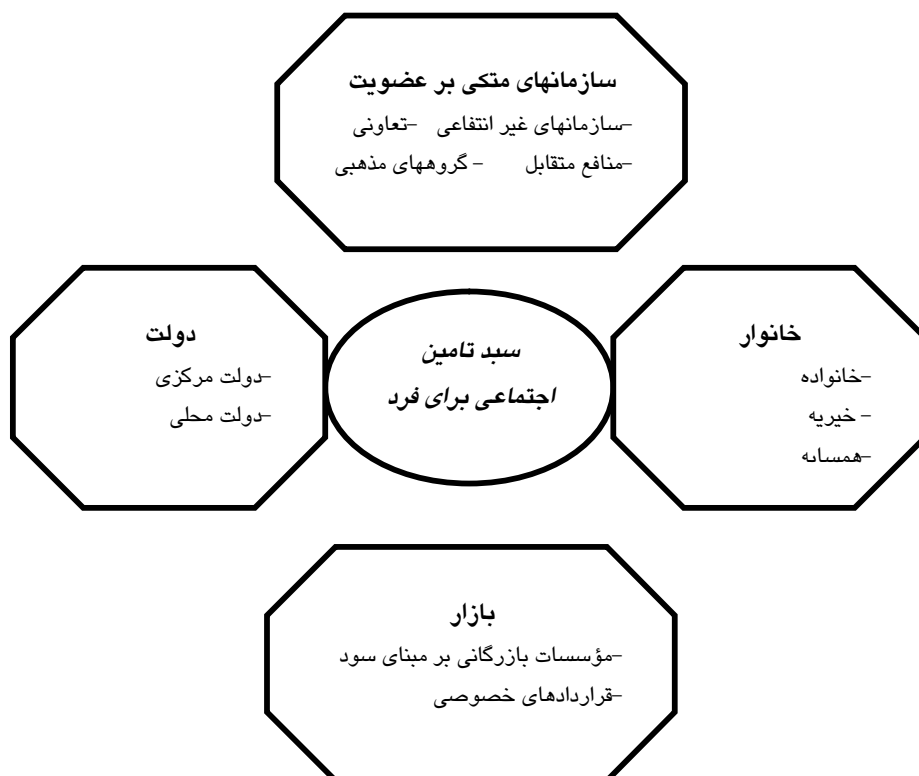 سازمانهای متکی بر عضویت
-سازمانهای غیر انتفاعی -تعاونی
-منافع متقابل - گروههای مذهبی
خانوار
-خانواده
- خیریه
-همسایه
سبد تامین
اجتماعی برای فرد
دولت
-دولت مرکزی
-دولت محلی
بازار
-مؤسسات بازرگانی بر مبنای سود
-قراردادهای خصوصی